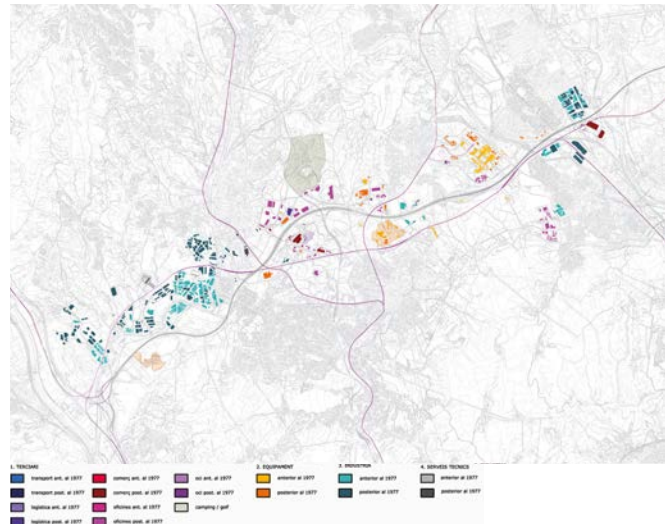 1. TERCIARI
transport ant. al 1977
transport post. al 1977
logística ant. al 1977
logística post. al 1977
comerç ant. al 1977
comerç post. al 1977
oficines ant. al 1977
oficines post. al 1977
oci ant. al 1977
oci post. al 1977
camping / golf
2. EQUIPAMENT
anterior al 1977
posterior al 1977
3. INDÚSTRIA
anterior al 1977
posterior al 1977
4. SERVEIS TÈCNICS
anterior al 1977
posterior al 1977